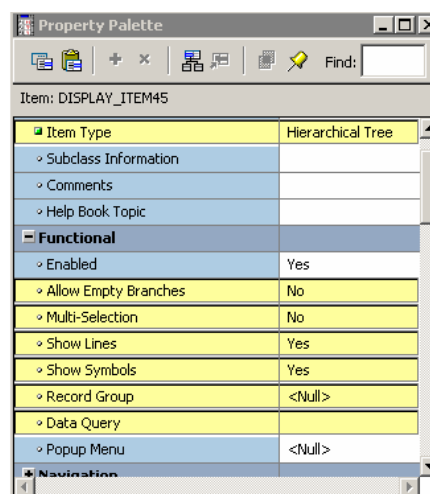 Property Palette
Find:
Item: DISPLAY_ITEM45
Item Type Hierarchical Tree
Subclass Information
Comments
Help Book Topic
Functional
Enabled Yes
Allow Empty Branches No
Multi-Selection No
Show Lines Yes
Show Symbols Yes
Record Group <Null>
Data Query
Popup Menu <Null>
Navigation